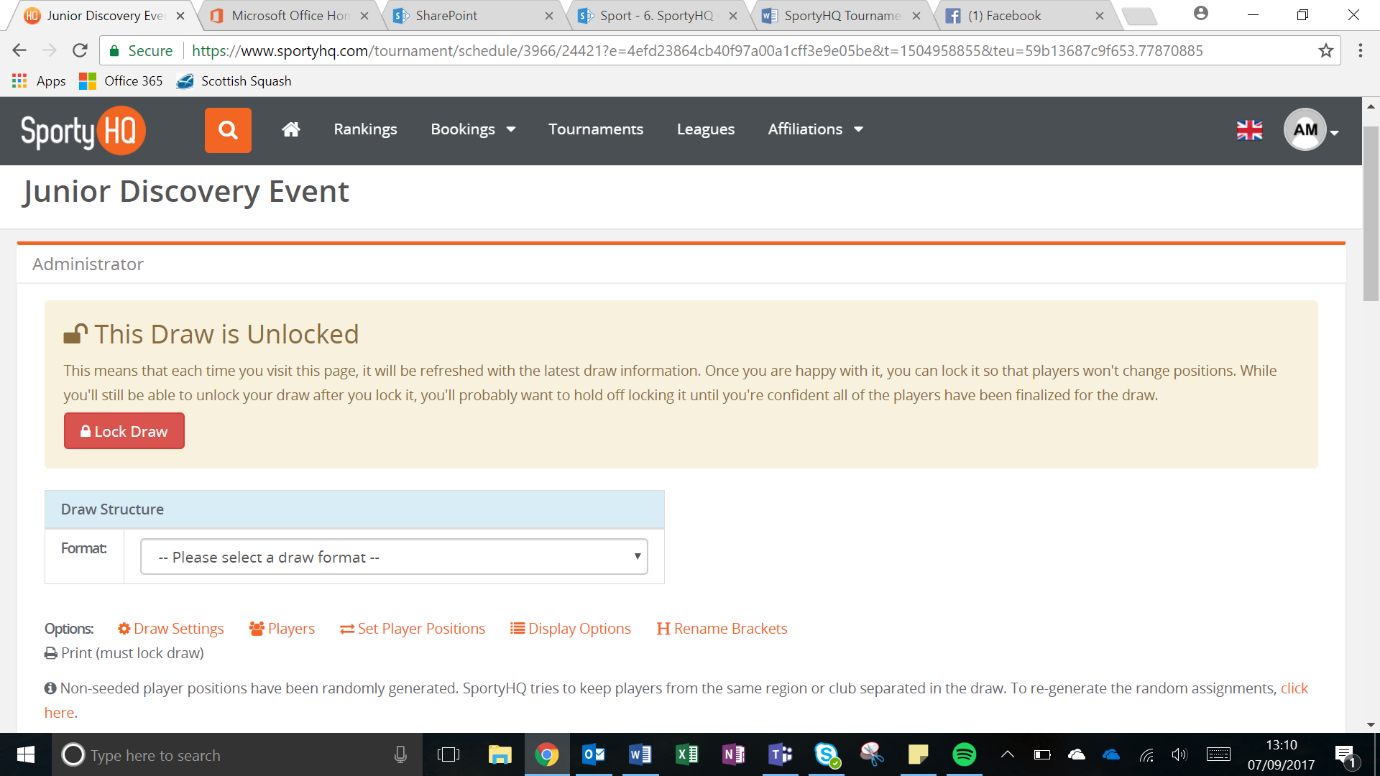 Junior Discovery Eve
Microsoft Office Hom
SharePoint
Sport - 6. SportyHQ
SportyHQ Tourname
(1) Facebook
Secure
https://www.sportyhq.com/tournament/schedule/3966/24421?e=4efd23864cb40f97a00a1cff3e9e05be&t=1504958855&teu=59b13687c9f653.77870885
Apps
Office 365
Scottish Squash
Sporty HQ
Rankings
Bookings
Tournaments
Leagues
Affiliations
AM
Junior Discovery Event
Administrator
This Draw is Unlocked
This means that each time you visit this page, it will be refreshed with the latest draw information. Once you are happy with it, you can lock it so that players won't change positions. While
you'll still be able to unlock your draw after you lock it, you'll probably want to hold off locking it until you're confident all of the players have been finalized for the draw.
Lock Draw
Draw Structure
Format:
-- Please select a draw format --
Options:
Draw Settings
Players
Set Player Positions
Display Options
Rename Brackets
Print (must lock draw)
Non-seeded player positions have been randomly generated. SportyHQ tries to keep players from the same region or club separated in the draw. To re-generate the random assignments, click
here.
Type here to search
13:10
07/09/2017
1